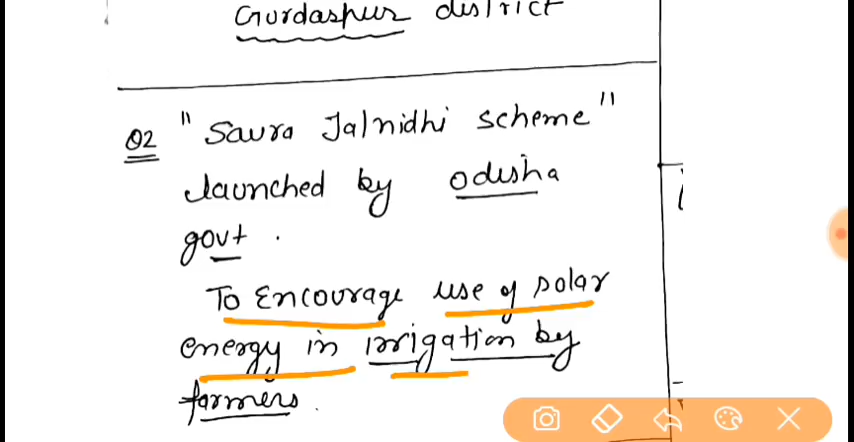 Gurdaspur district
Q2 "Saura Jalnidhi scheme"
launched by odisha
govt.
To Encourage use of solar
energy in irrigation by
farmers.